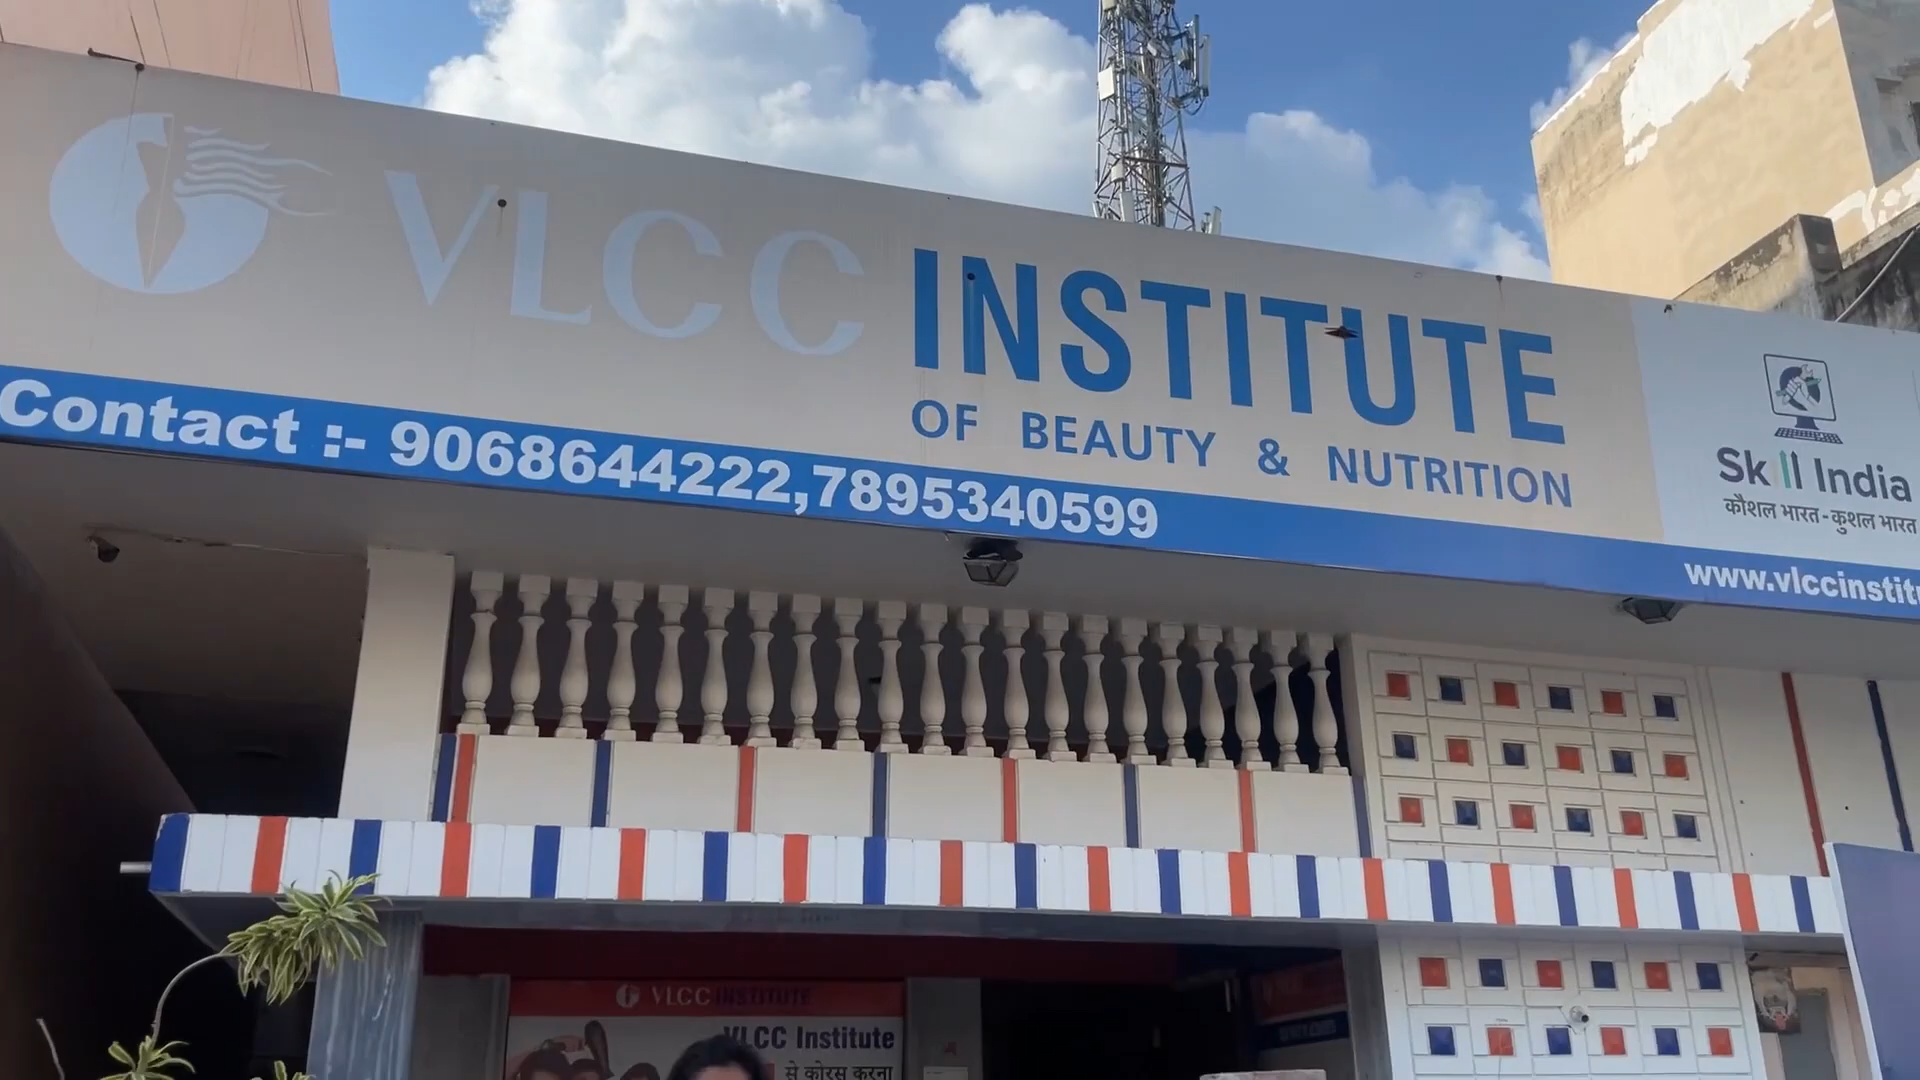 VLCC INSTITUTE
OF BEAUTY & NUTRITION
Contact :- 9068644222,7895340599
Skill India
कौशल भारत - कुशल भारत
www.vlccinstitu
VLCC INSTITUTE
VLCC Institute
से कोरस करना